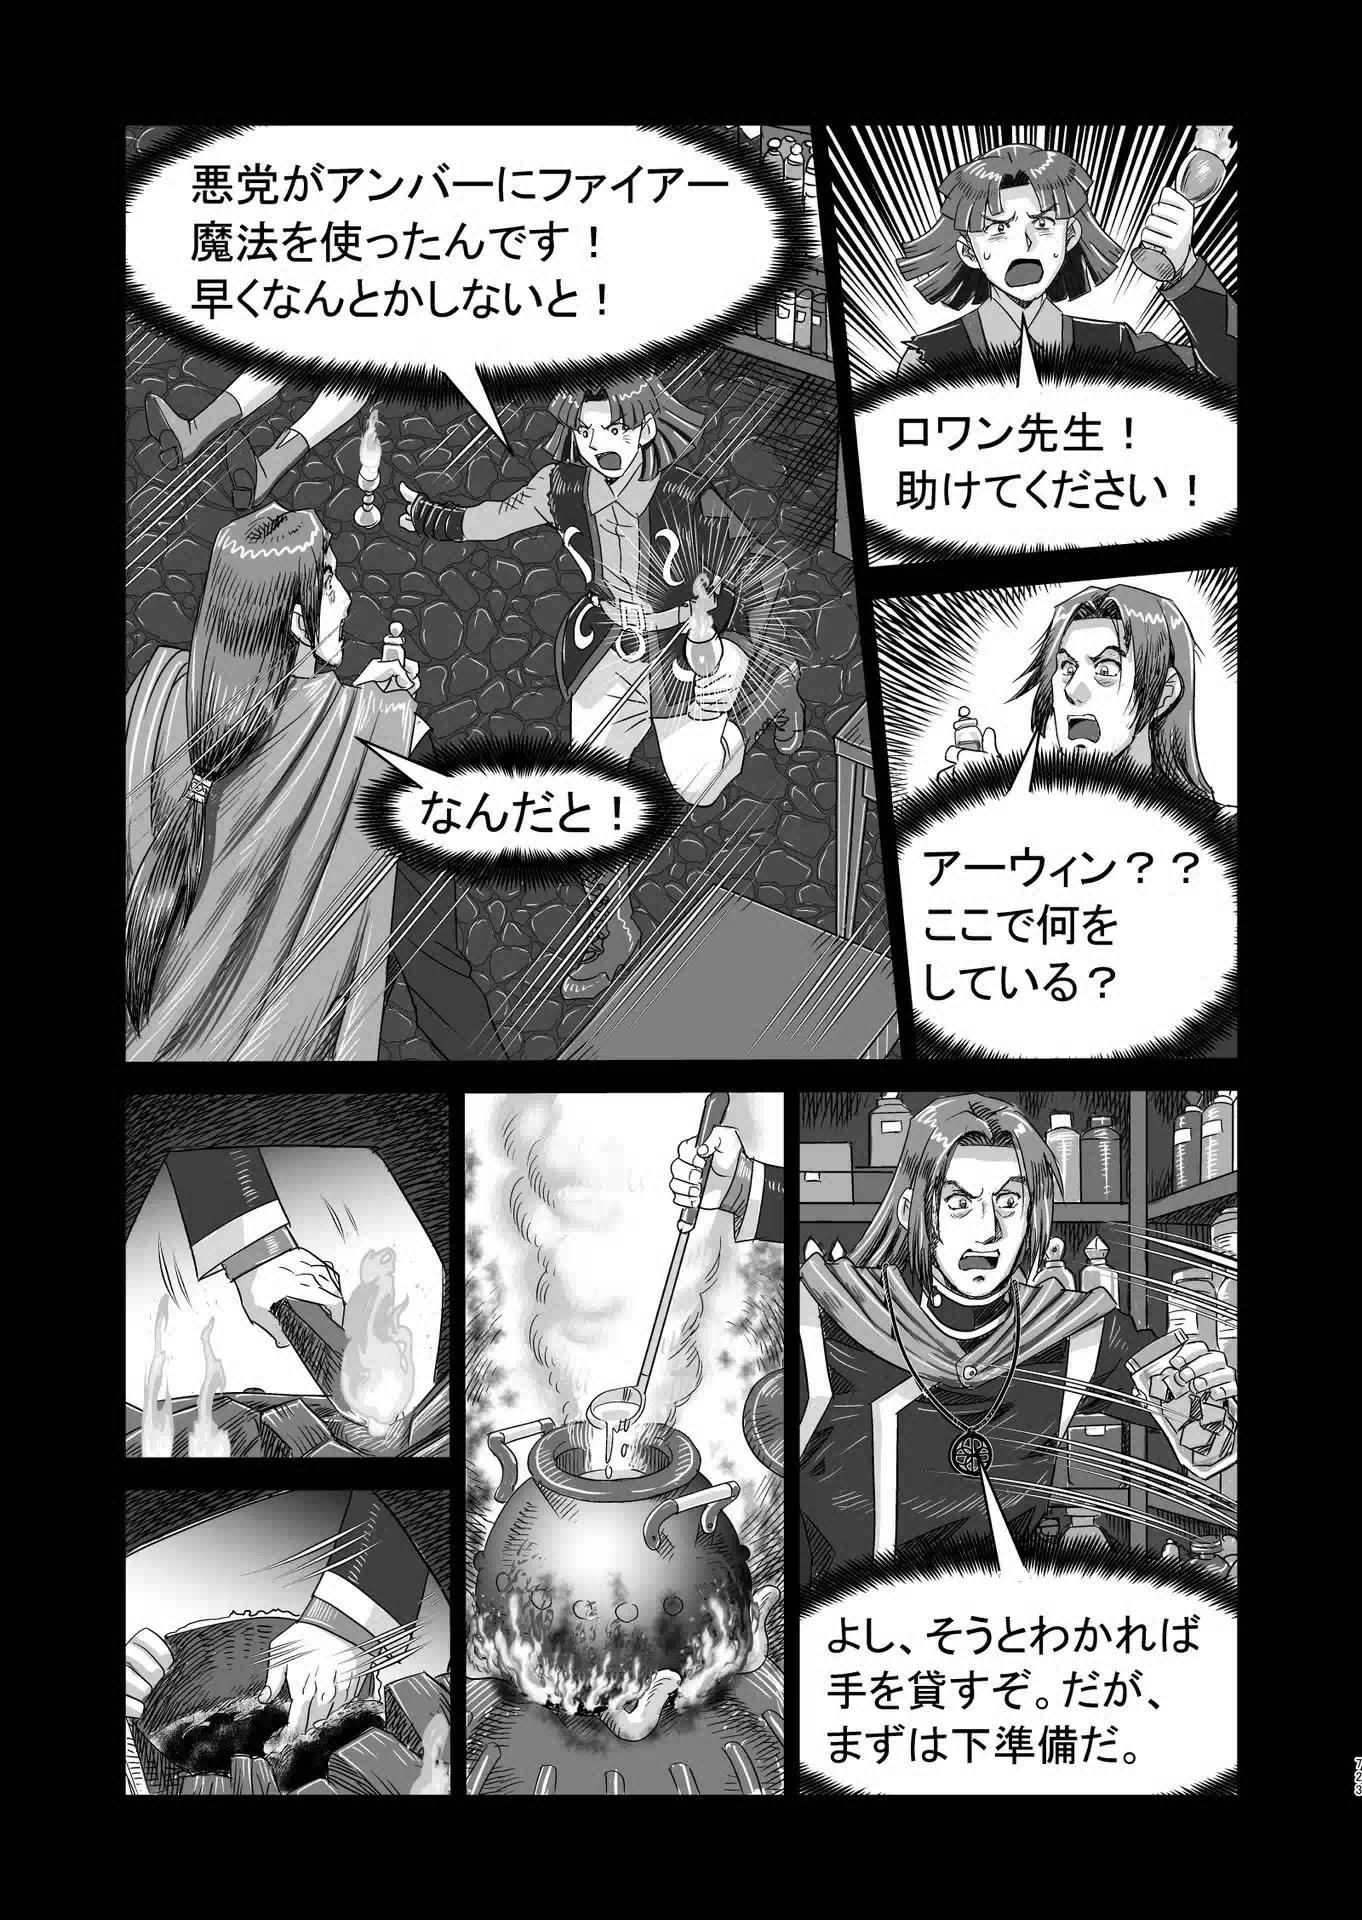 ロワン先生！
助けてください！
アーウィン？？
ここで何を
している？
悪党がアンバーにファイアー
魔法を使ったんです！
早くなんとかしないと！
なんだと！
よし、そうとわかれば
手を貸すぞ。だが、
まずは下準備だ。
723